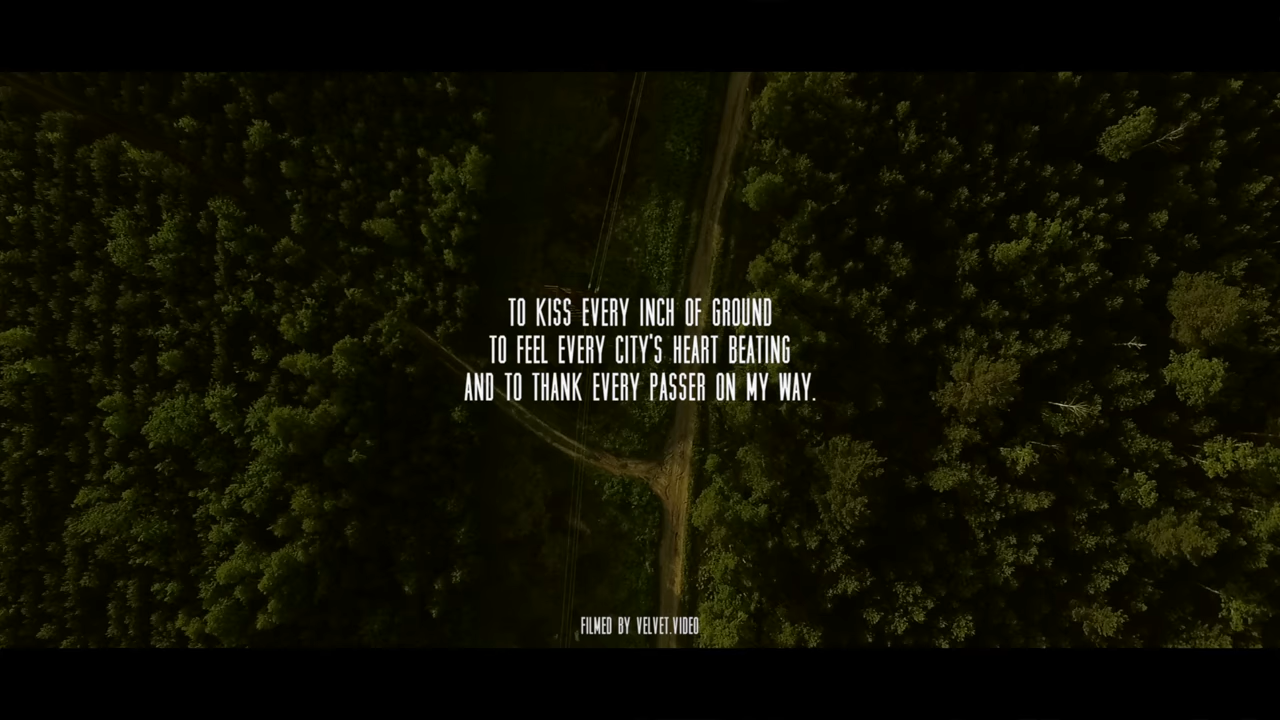 TO KISS EVERY INCH OF GROUND
TO FEEL EVERY CITY'S HEART BEATING
AND TO THANK EVERY PASSER ON MY WAY.
FILMED BY VELVET.VIDEO